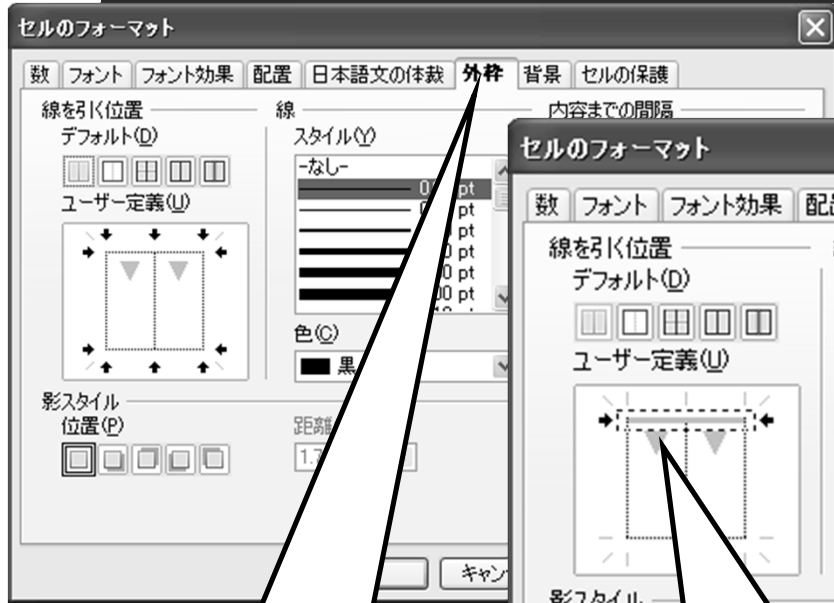 セルのフォーマット
数 フォント フォント効果 配置 日本語文の体裁 外枠 背景 セルの保護
線を引く位置
デフォルト(D)
ユーザー定義(U)
線
スタイル(Y)
-なし-
pt
pt
pt
pt
pt
00 pt
色(C)
黒
内容までの間隔
影スタイル
位置(P)
距離
キャン
セルのフォーマット
数 フォント フォント効果
線を引く位置
デフォルト(D)
ユーザー定義(U)
影スタイル